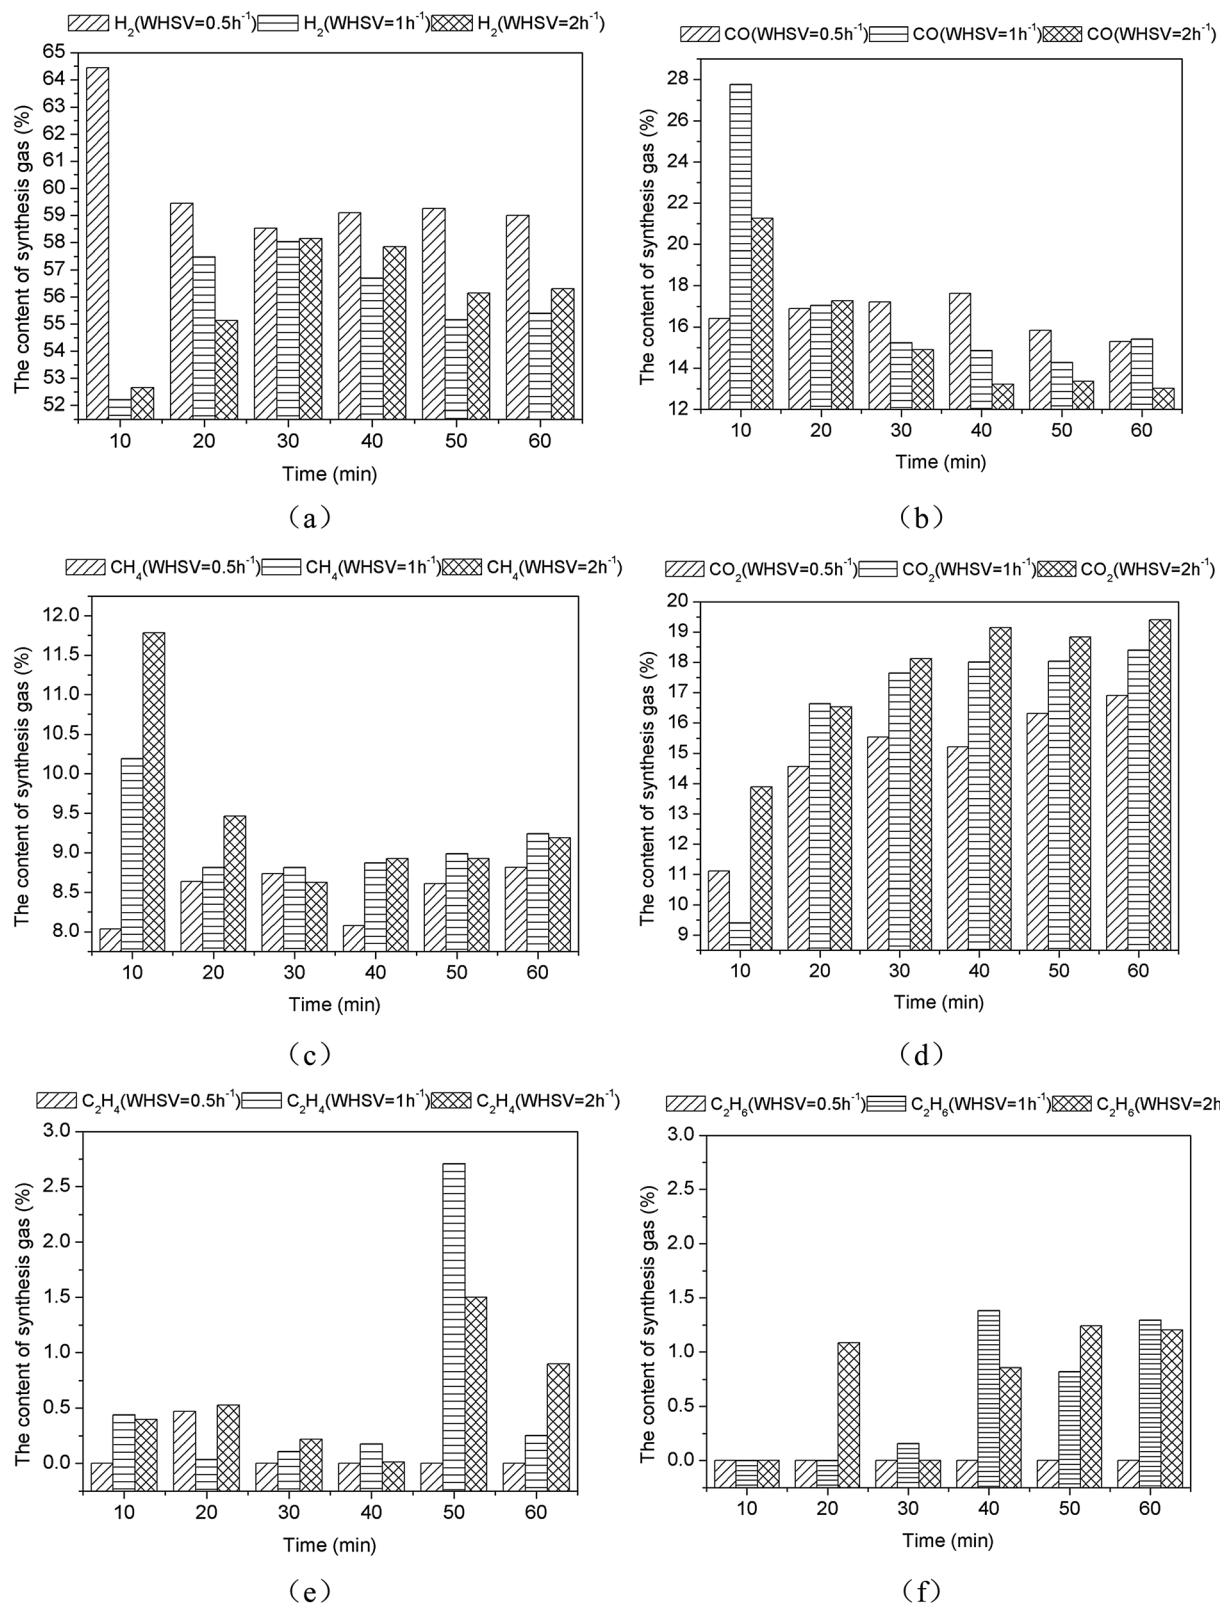 H2(WHSV=0.5h-1) H2(WHSV=1h-1) H2(WHSV=2h-1)
The content of synthesis gas (%)
65
64
63
62
61
60
59
58
57
56
55
54
53
52
10 20 30 40 50 60
Time (min)
(a)
CO(WHSV=0.5h-1) CO(WHSV=1h-1) CO(WHSV=2h-1)
The content of synthesis gas (%)
28
26
24
22
20
18
16
14
12
10 20 30 40 50 60
Time (min)
(b)
CH4(WHSV=0.5h-1) CH4(WHSV=1h-1) CH4(WHSV=2h-1)
The content of synthesis gas (%)
12.0
11.5
11.0
10.5
10.0
9.5
9.0
8.5
8.0
10 20 30 40 50 60
Time (min)
(c)
CO2(WHSV=0.5h-1) CO2(WHSV=1h-1) CO2(WHSV=2h-1)
The content of synthesis gas (%)
20
19
18
17
16
15
14
13
12
11
10
9
10 20 30 40 50 60
Time (min)
(d)
C2H4(WHSV=0.5h-1) C2H4(WHSV=1h-1) C2H4(WHSV=2h-1)
The content of synthesis gas (%)
3.0
2.5
2.0
1.5
1.0
0.5
0.0
10 20 30 40 50 60
Time (min)
(e)
C2H6(WHSV=0.5h-1) C2H6(WHSV=1h-1) C2H6(WHSV=2h
The content of synthesis gas (%)
3.0
2.5
2.0
1.5
1.0
0.5
0.0
10 20 30 40 50 60
Time (min)
(f)